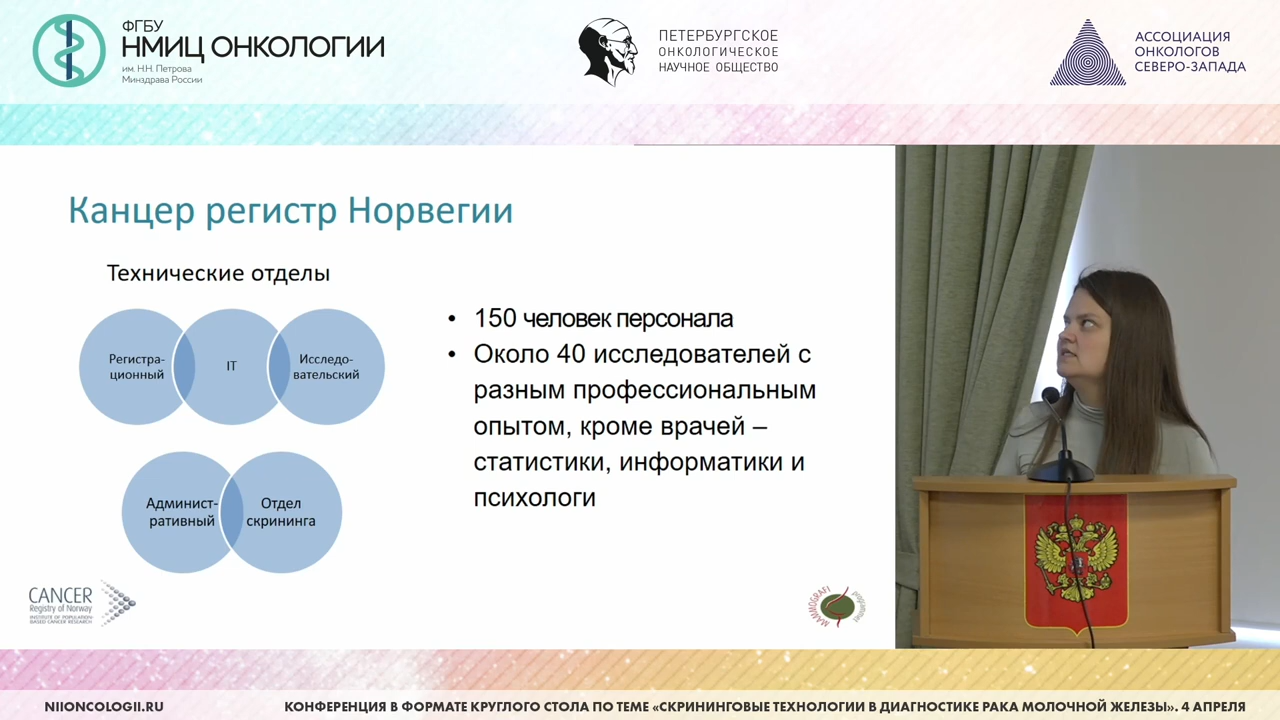 ФГБУ
НМИЦ ОНКОЛОГИИ
им. Н.Н. Петрова
Минздрава России
ПЕТЕРБУРГСКОЕ
ОНКОЛОГИЧЕСКОЕ
НАУЧНОЕ ОБЩЕСТВО
АССОЦИАЦИЯ
ОНКОЛОГОВ
СЕВЕРО-ЗАПАДА
Канцер регистр Норвегии
Технические отделы
Регистра-
ционный
IT
Исследо-
вательский
Админист-
ративный
Отдел
скрининга
• 150 человек персонала
• Около 40 исследователей с
разным профессиональным
опытом, кроме врачей –
статистики, информатики и
психологи
CANCER
Registry of Norway
INSTITUTE OF POPULATION-
BASED CANCER RESEARCH
MAMMOGRAFI
programmet
NIIONCOLOGII.RU
КОНФЕРЕНЦИЯ В ФОРМАТЕ КРУГЛОГО СТОЛА ПО ТЕМЕ «СКРИНИНГОВЫЕ ТЕХНОЛОГИИ В ДИАГНОСТИКЕ РАКА МОЛОЧНОЙ ЖЕЛЕЗЫ». 4 АПРЕЛЯ